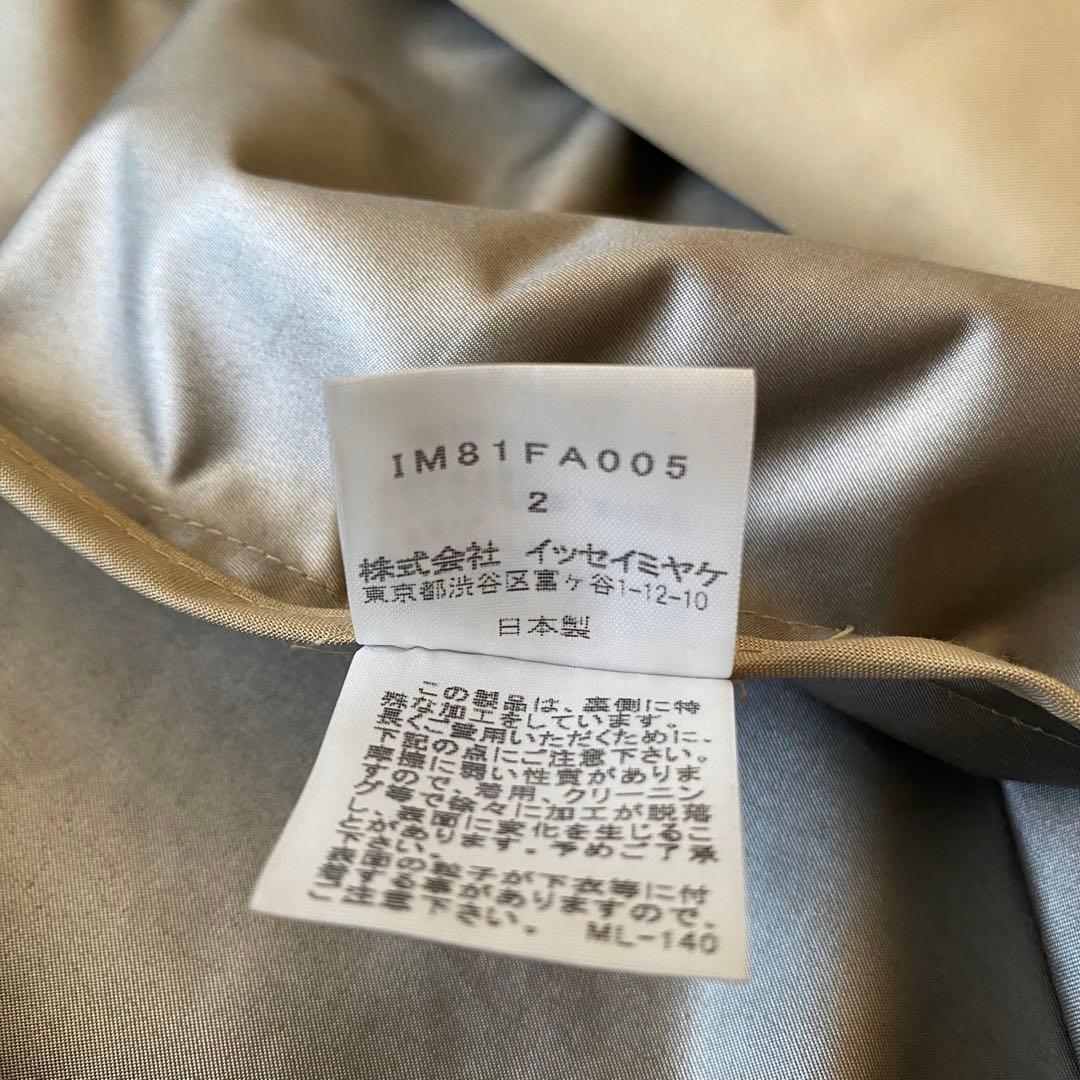 IM81FA005
2
株式会社 イッセイミヤケ
東京都渋谷区富ヶ谷1-12-10
日本製
この製品は、裏側に特
殊な加工をしています。
長くご愛用いただくために、
下記の点にご注意下さい。
摩擦に弱い性質がありま
すので、着用、クリーニン
グ等で徐々に加工が脱落
し、表面に変化を生じるこ
とがあります。予めご了承
下さい。
粒子が下衣等に付
着する事がありますので、
ご注意下さい。 ML-140